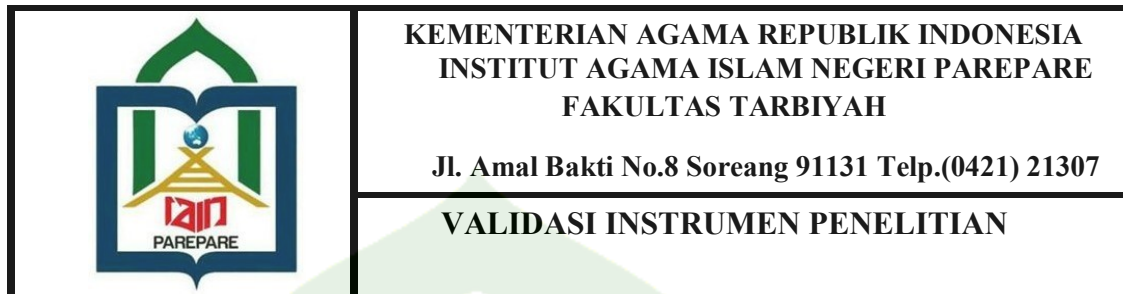 KEMENTERIAN AGAMA REPUBLIK INDONESIA
INSTITUT AGAMA ISLAM NEGERI PAREPARE
FAKULTAS TARBIYAH
Jl. Amal Bakti No.8 Soreang 91131 Telp.(0421) 21307
VALIDASI INSTRUMEN PENELITIAN
IAIN
PAREPARE